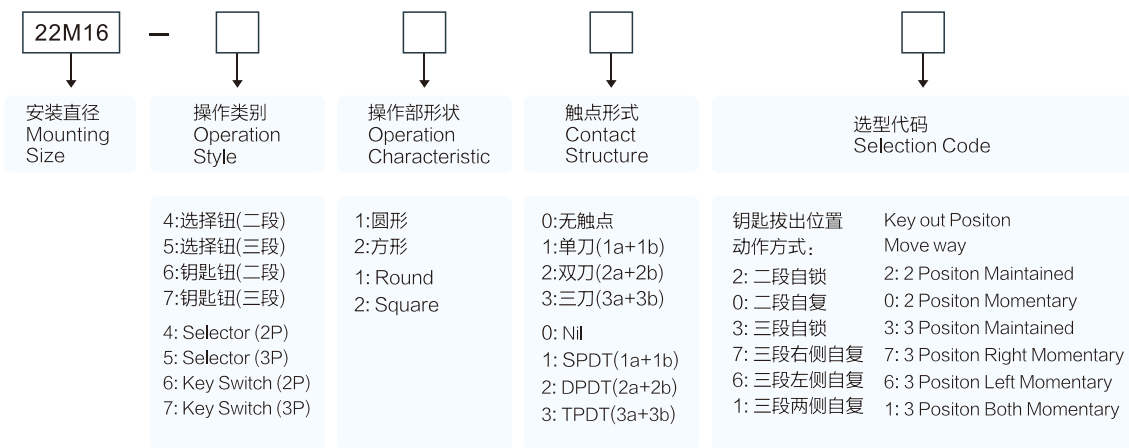 22M16 —
安装直径
Mounting
Size
操作类别
Operation
Style
操作部形状
Operation
Characteristic
触点形式
Contact
Structure
选型代码
Selection Code
4:选择钮(二段)
5:选择钮(三段)
6:钥匙钮(二段)
7:钥匙钮(三段)
4: Selector (2P)
5: Selector (3P)
6: Key Switch (2P)
7: Key Switch (3P)
1:圆形
2:方形
1: Round
2: Square
0:无触点
1:单刀(1a+1b)
2:双刀(2a+2b)
3:三刀(3a+3b)
0: Nil
1: SPDT(1a+1b)
2: DPDT(2a+2b)
3: TPDT(3a+3b)
钥匙拔出位置 Key out Positon
动作方式: Move way
2: 二段自锁 2: 2 Positon Maintained
0: 二段自复 0: 2 Positon Momentary
3: 三段自锁 3: 3 Positon Maintained
7: 三段右侧自复 7: 3 Positon Right Momentary
6: 三段左侧自复 6: 3 Positon Left Momentary
1: 三段两侧自复 1: 3 Positon Both Momentary